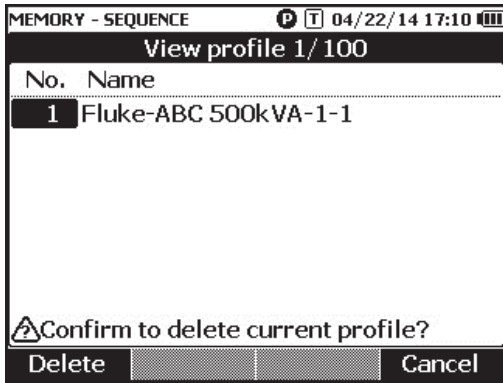 MEMORY - SEQUENCE P T 04/22/14 17:10
View profile 1/100
No. Name
1 Fluke-ABC 500kVA-1-1
Confirm to delete current profile?
Delete Cancel